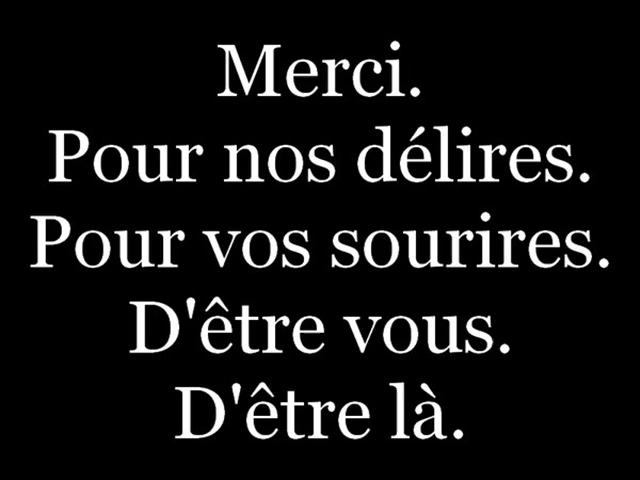 Merci.
Pour nos délires.
Pour vos sourires.
D'être vous.
D'être là.